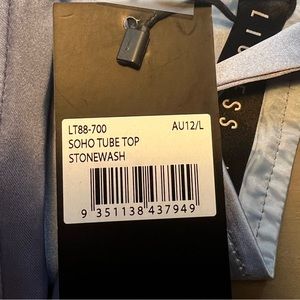 LT88-700 AU12/L
SOHO TUBE TOP
STONEWASH
9 351138 437949